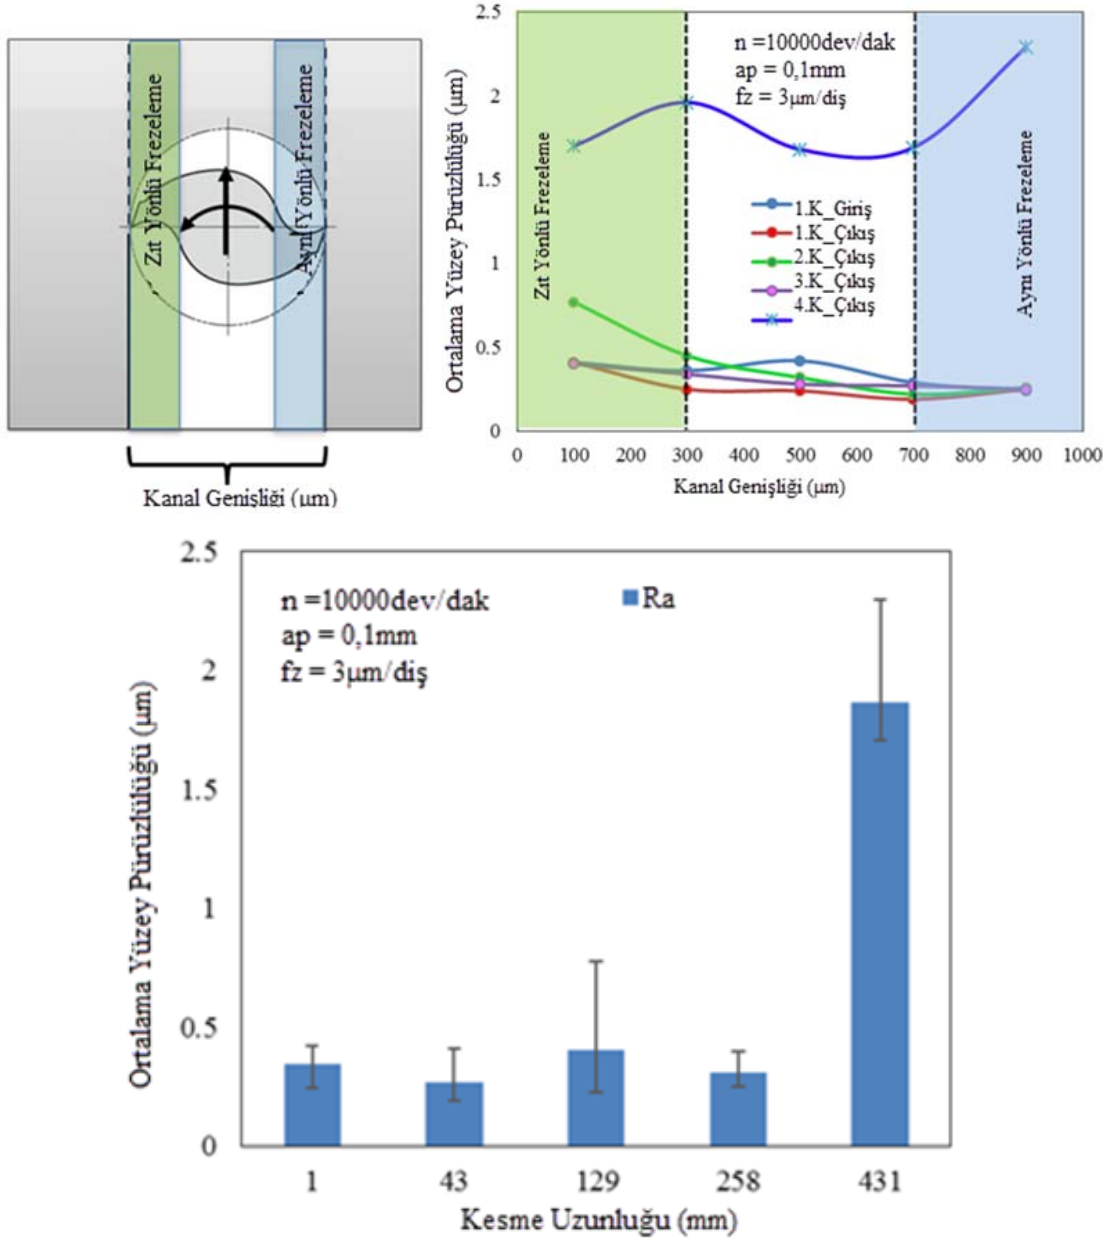 Zıt Yönlü Frezeleme
Aynı Yönlü Frezeleme
Kanal Genişliği (µm)
Ortalama Yüzey Pürüzlülüğü (µm)
2.5
2
1.5
1
0.5
0
n =10000dev/dak
ap = 0,1mm
fz = 3µm/diş
Zıt Yönlü Frezeleme
Aynı Yönlü Frezeleme
1.K_Giriş
1.K_Çıkış
2.K_Çıkış
3.K_Çıkış
4.K_Çıkış
0 100 200 300 400 500 600 700 800 900 1000
Kanal Genişliği (µm)
Ortalama Yüzey Pürüzlülüğü (µm)
2.5
2
1.5
1
0.5
0
n =10000dev/dak
ap = 0,1mm
fz = 3µm/diş
Ra
1 43 129 258 431
Kesme Uzunluğu (mm)